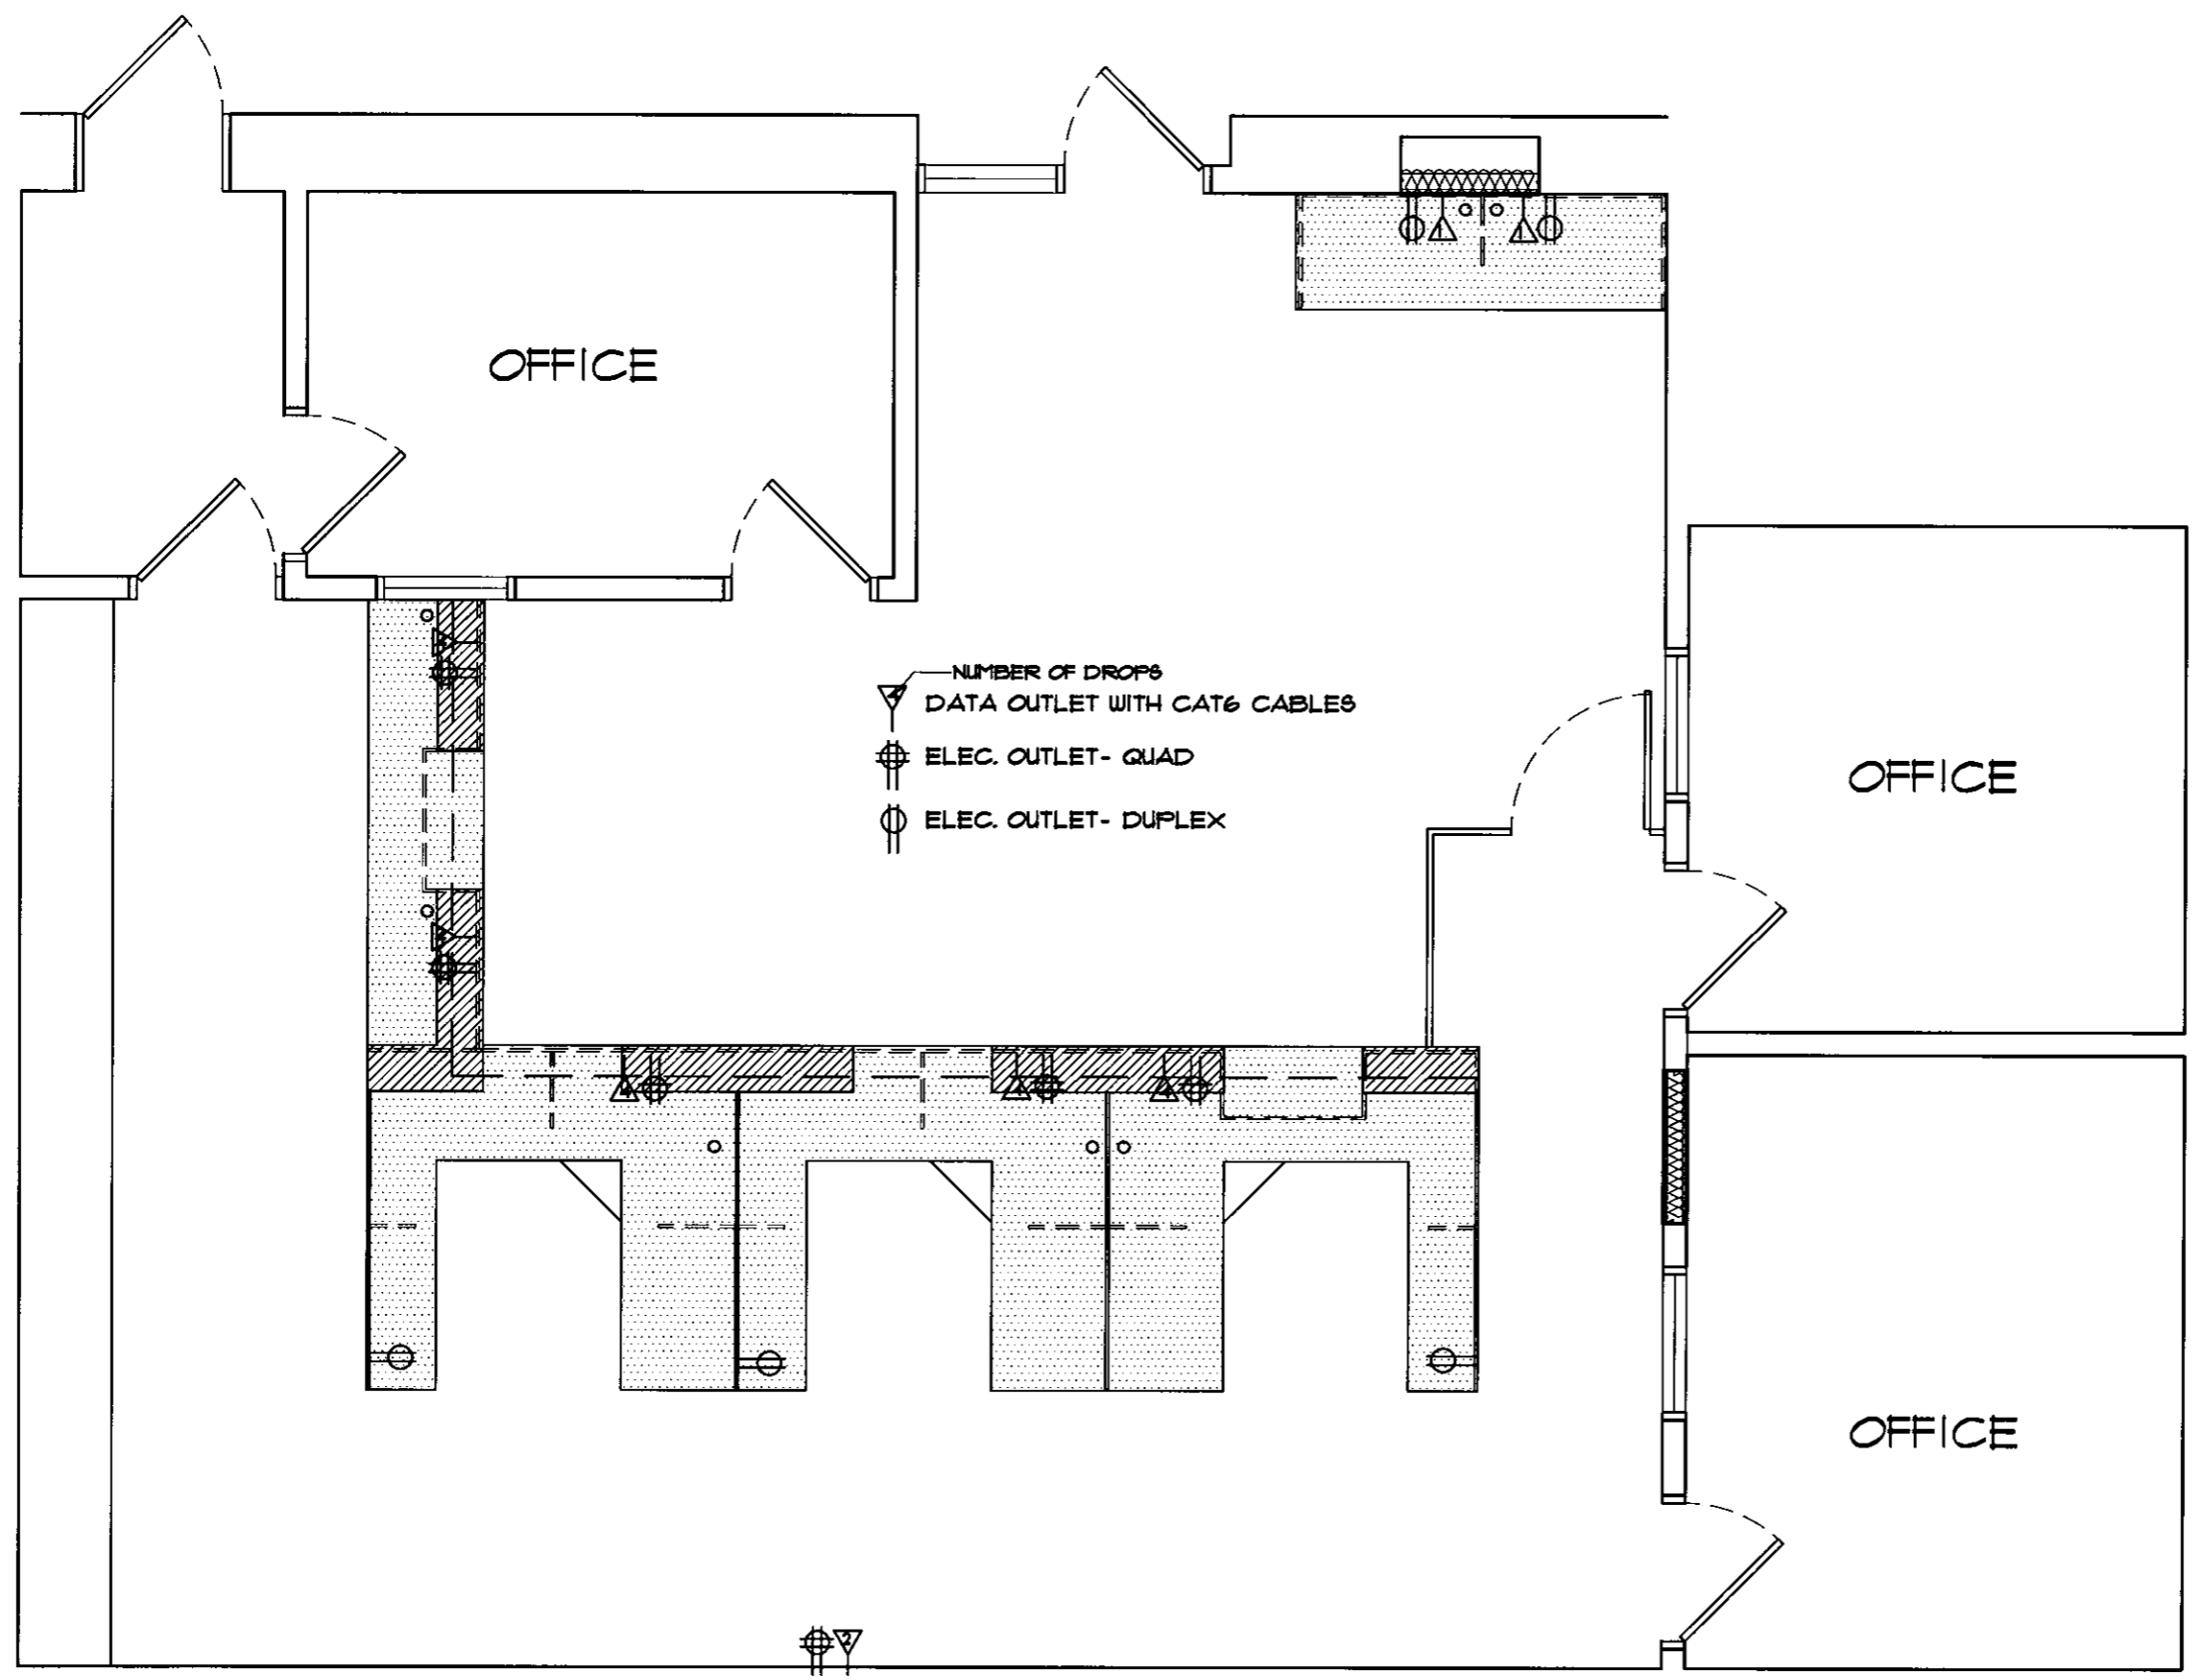 OFFICE
NUMBER OF DROPS
DATA OUTLET WITH CAT6 CABLES
ELEC. OUTLET- QUAD
ELEC. OUTLET- DUPLEX
OFFICE
OFFICE
2